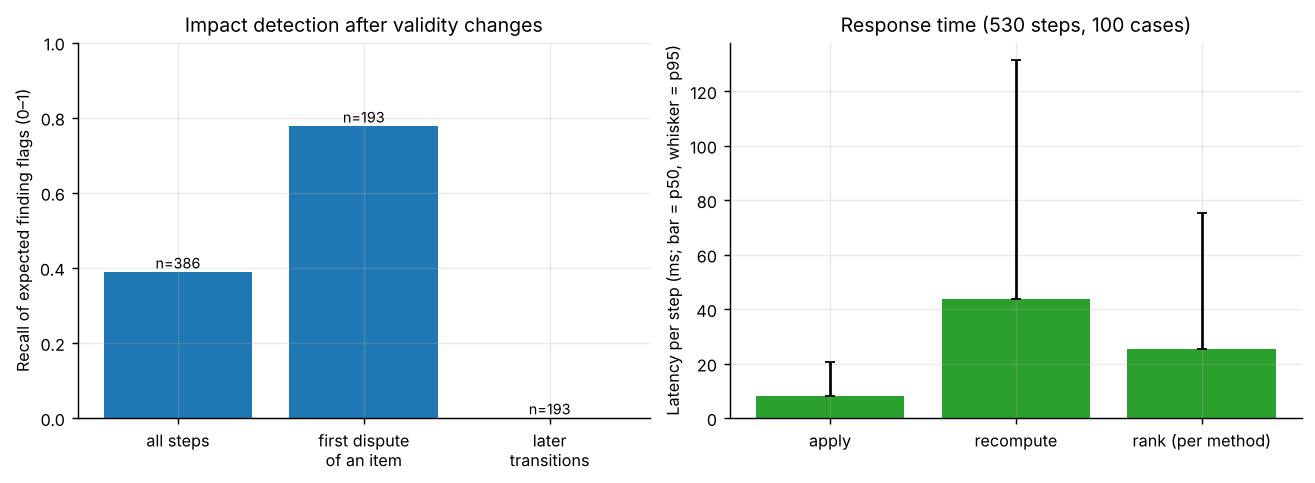 Impact detection after validity changes
Recall of expected finding flags (0–1)
1.0
0.8
0.6
0.4
0.2
0.0
n=386
n=193
n=193
all steps
first dispute
of an item
later
transitions
Response time (530 steps, 100 cases)
Latency per step (ms; bar = p50, whisker = p95)
120
100
80
60
40
20
0
apply
recompute
rank (per method)